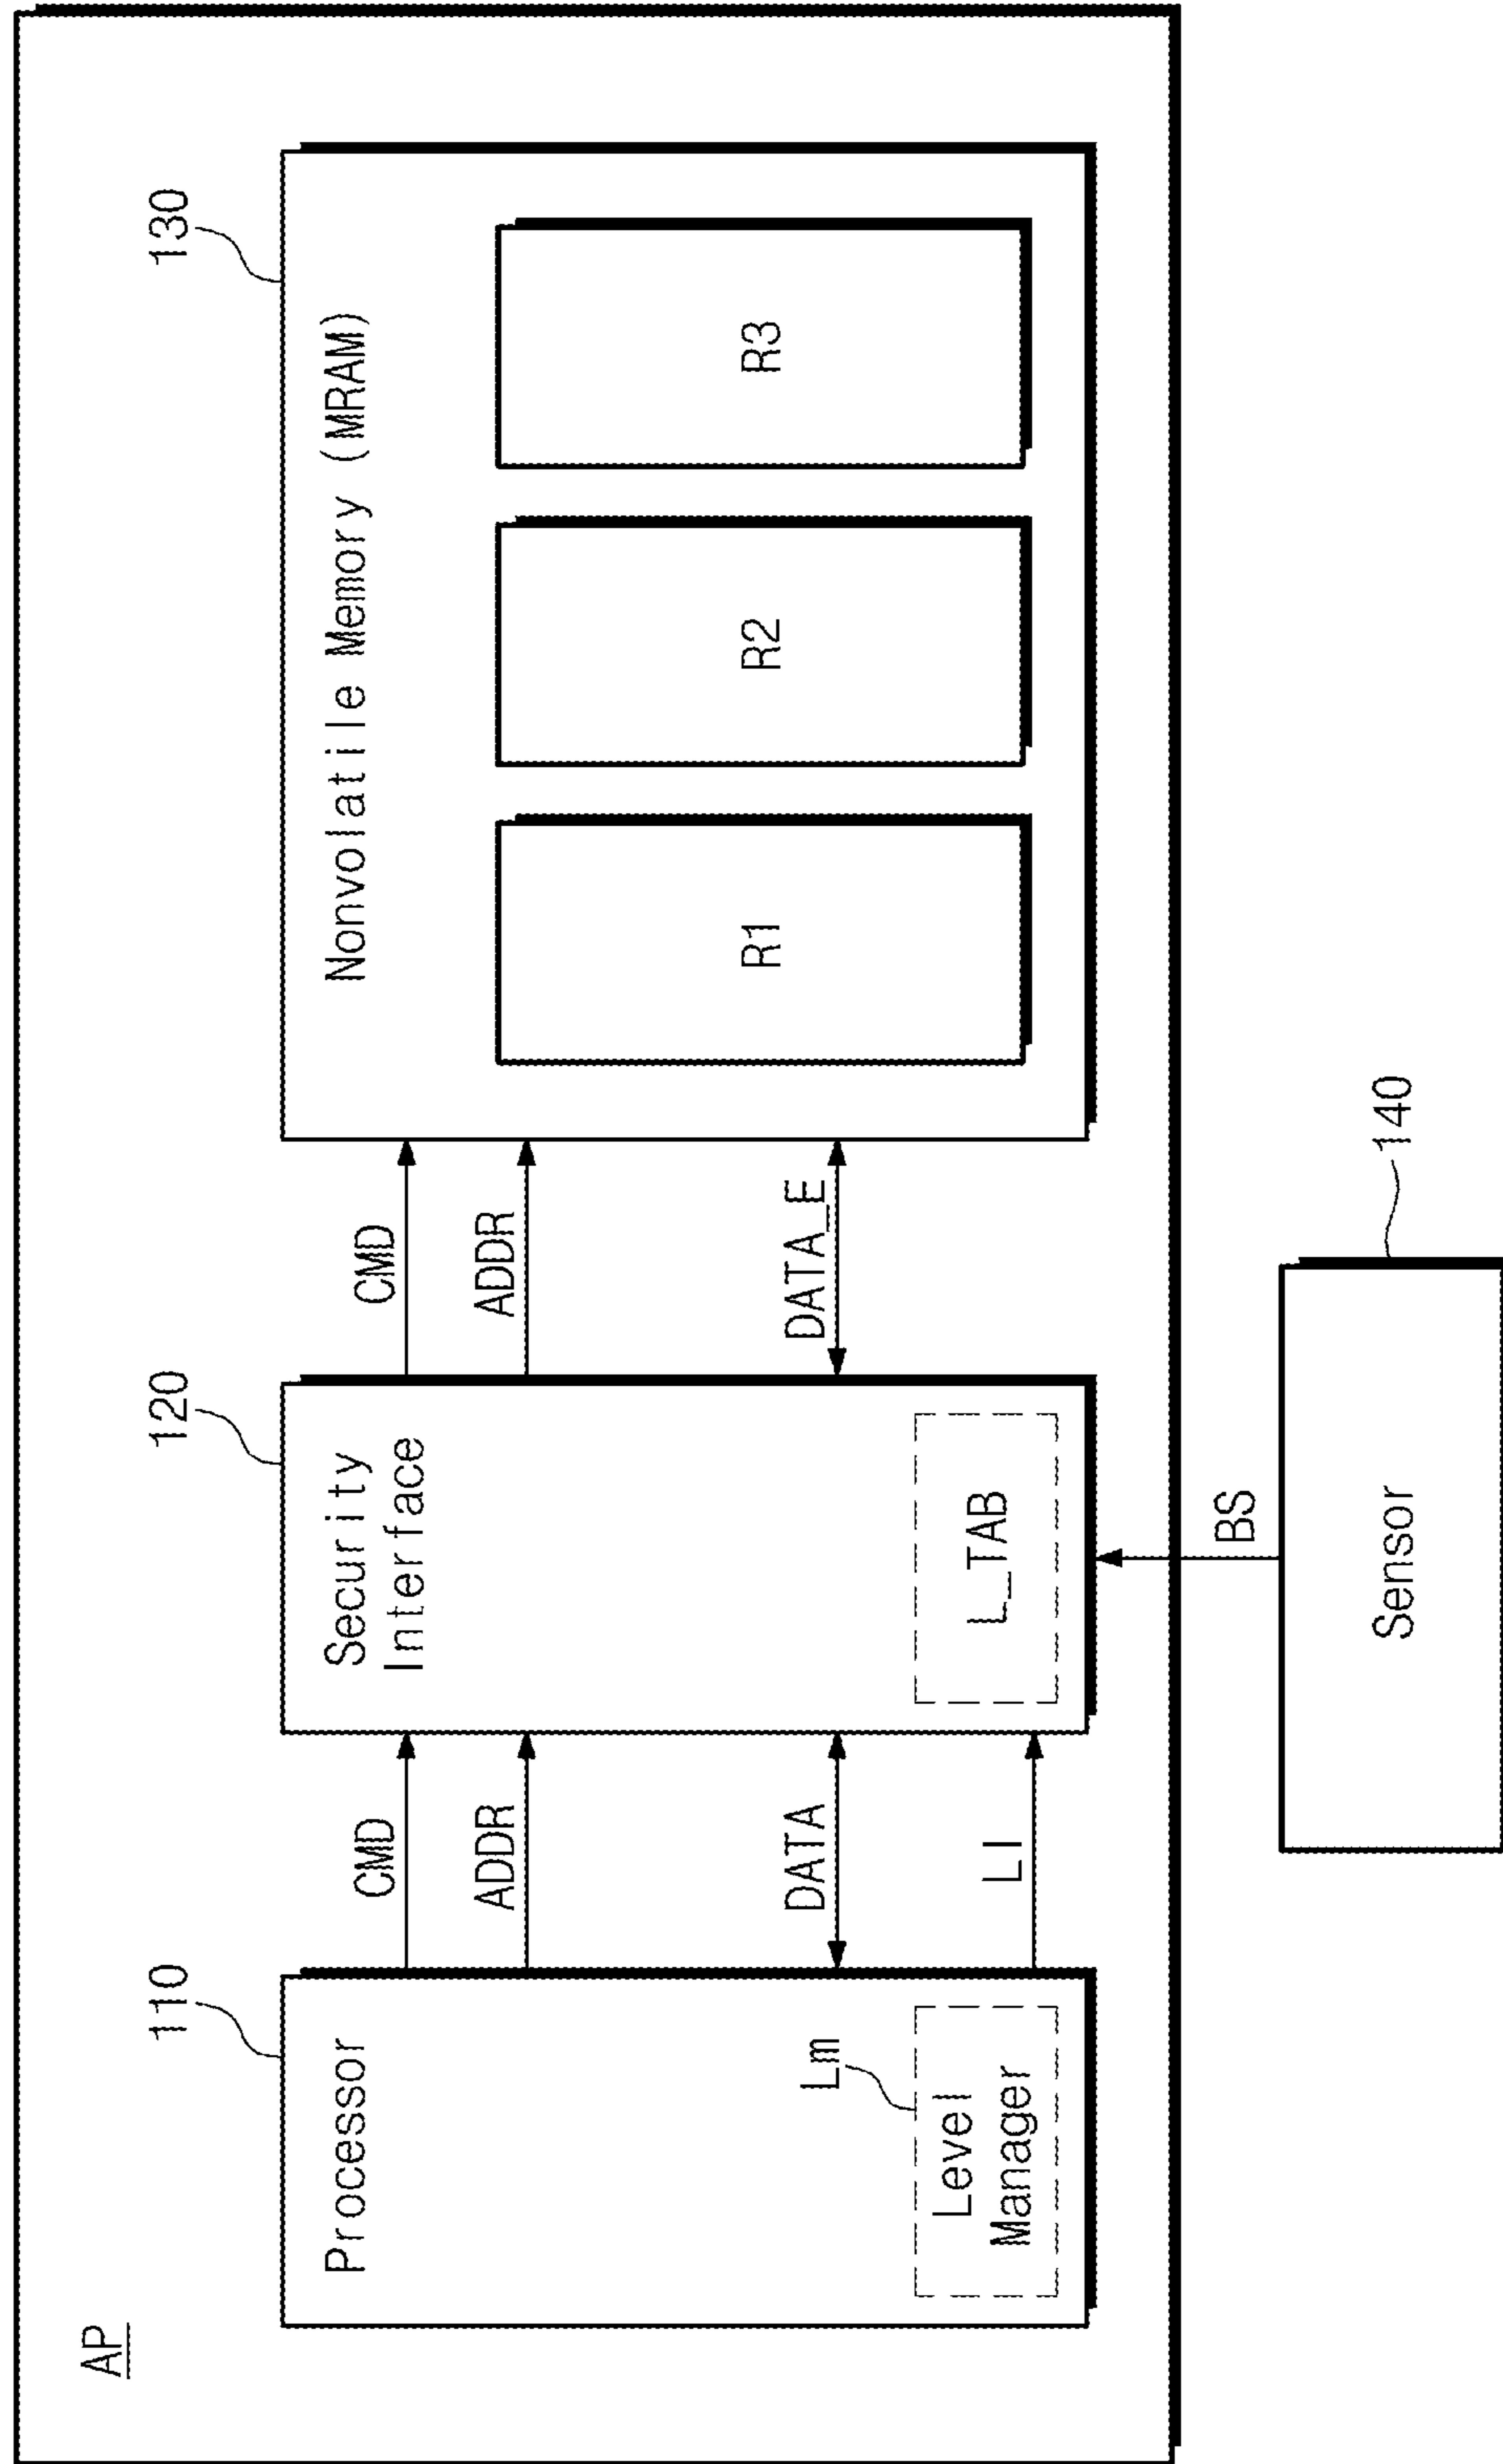 AP
110
Processor
Lm
Level
Manager
CMD
ADDR
DATA
LI
120
Security
Interface
L_TAB
CMD
ADDR
DATA_E
130
Nonvolatile Memory (MRAM)
R1
R2
R3
BS
Sensor
140